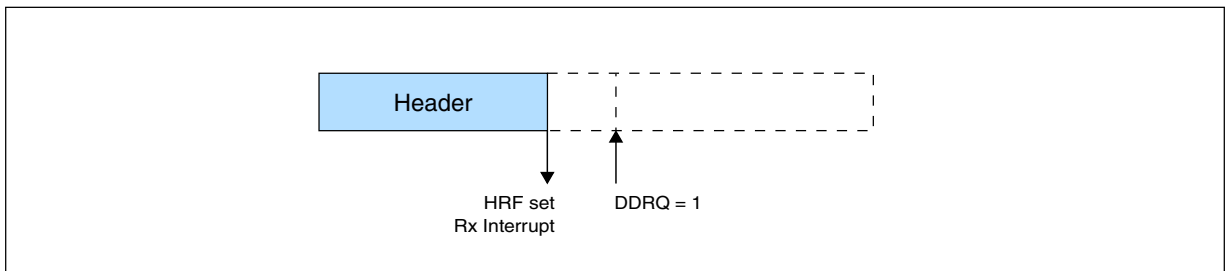 Header
HRF set
Rx Interrupt
DDRQ = 1